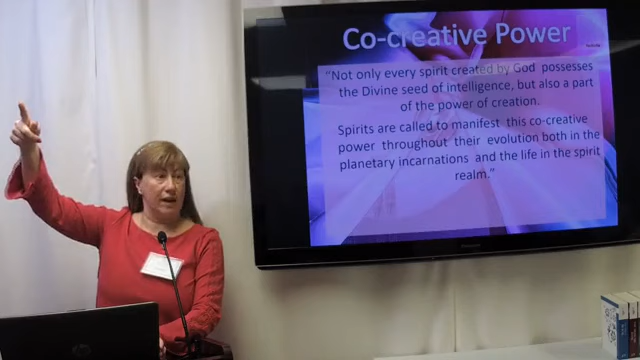 Co-creative Power
“Not only every spirit created by God possesses
the Divine seed of intelligence, but also a part
of the power of creation.
Spirits are called to manifest this co-creative
power throughout their evolution both in the
planetary incarnations and the life in the spirit
realm.”